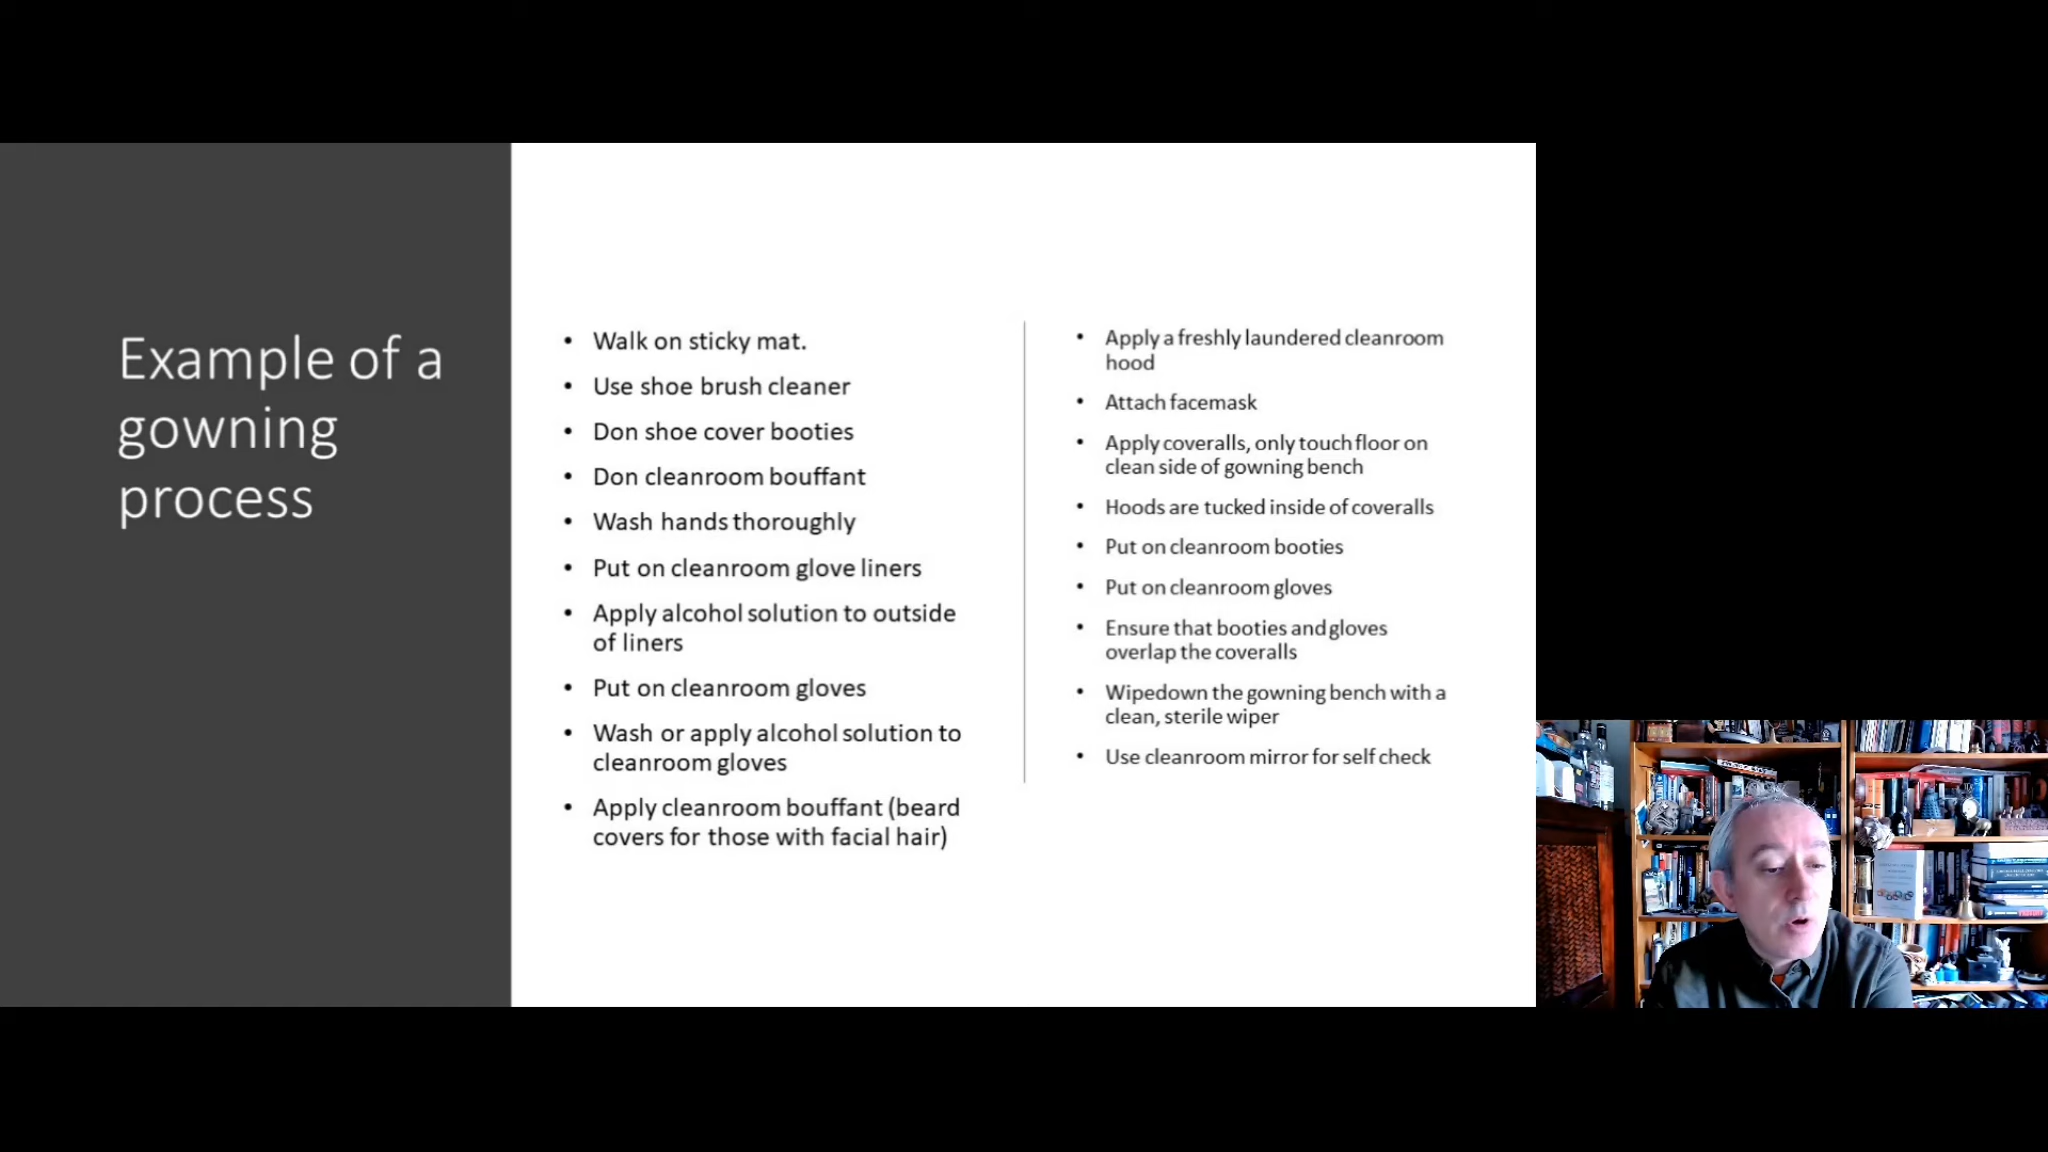 Example of a
gowning
process
Walk on sticky mat.
Use shoe brush cleaner
Don shoe cover booties
Don cleanroom bouffant
Wash hands thoroughly
Put on cleanroom glove liners
Apply alcohol solution to outside
of liners
Put on cleanroom gloves
Wash or apply alcohol solution to
cleanroom gloves
Apply cleanroom bouffant (beard
covers for those with facial hair)
Apply a freshly laundered cleanroom
hood
Attach facemask
Apply coveralls, only touch floor on
clean side of gowning bench
Hoods are tucked inside of coveralls
Put on cleanroom booties
Put on cleanroom gloves
Ensure that booties and gloves
overlap the coveralls
Wipedown the gowning bench with a
clean, sterile wiper
Use cleanroom mirror for self check